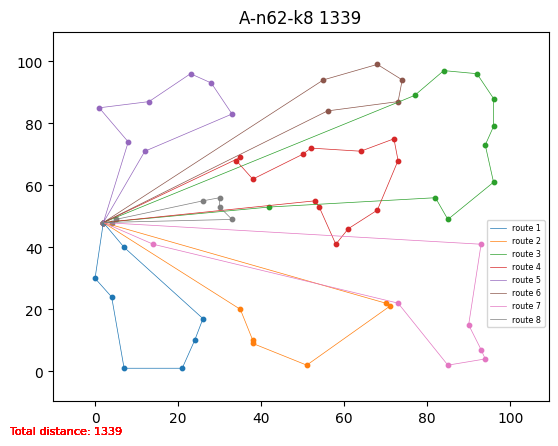 A-n62-k8 1339
100
80
60
40
20
0
route 1
route 2
route 3
route 4
route 5
route 6
route 7
route 8
0 20 40 60 80 100
Total distance: 1339